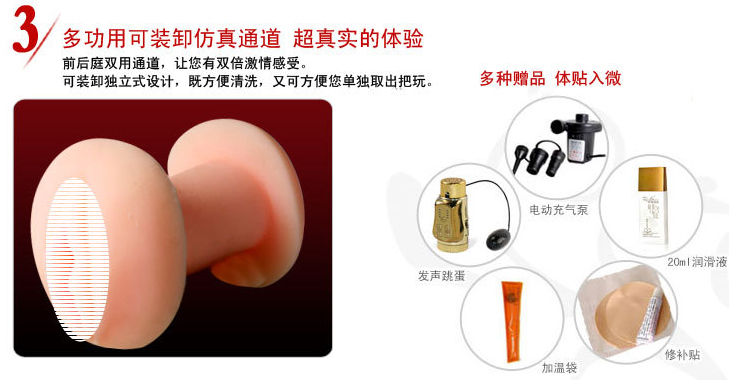 3
多功用可装卸仿真通道 超真实的体验
前后庭双用通道，让您有双倍激情感受。
可装卸独立式设计，既方便清洗，又可方便您单独取出把玩。
多种赠品 体贴入微
电动充气泵
发声跳蛋
20ml润滑液
加温袋
修补贴